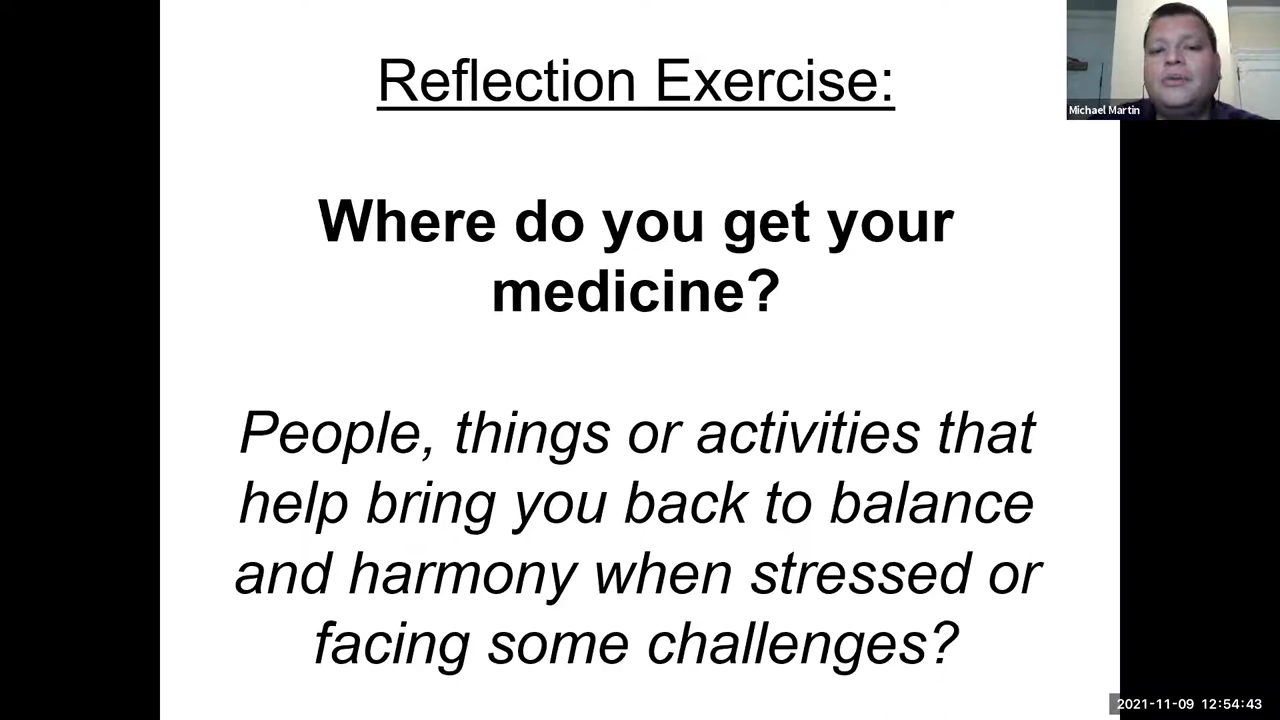 Reflection Exercise:
Michael Martin
Where do you get your
medicine?
People, things or activities that
help bring you back to balance
and harmony when stressed or
facing some challenges?
2021-11-09 12:54:43